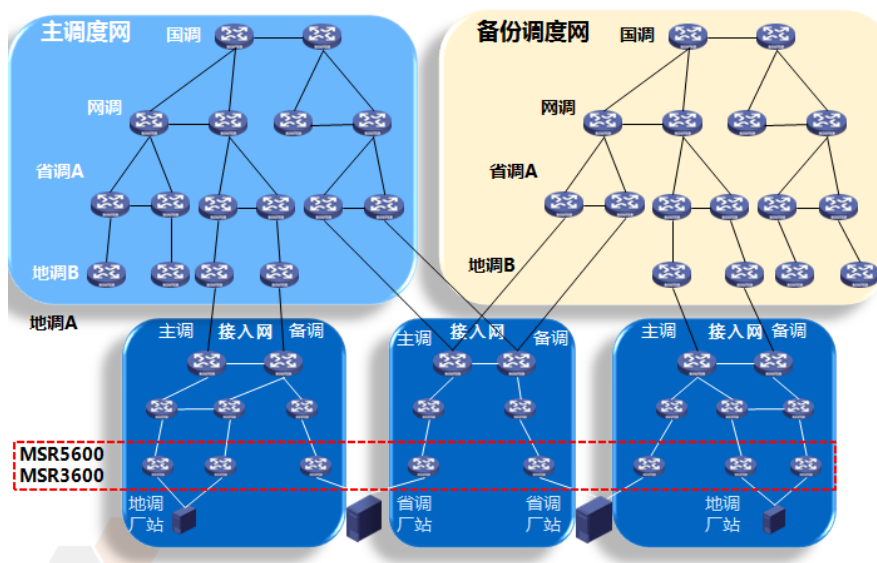 主调度网
国调
网调
省调A
地调B
地调A
备份调度网
国调
网调
省调A
地调B
主调
接入网
备调
主调
接入网
备调
主调
接入网
备调
MSR5600
MSR3600
地调
厂站
省调
厂站
省调
厂站
地调
厂站